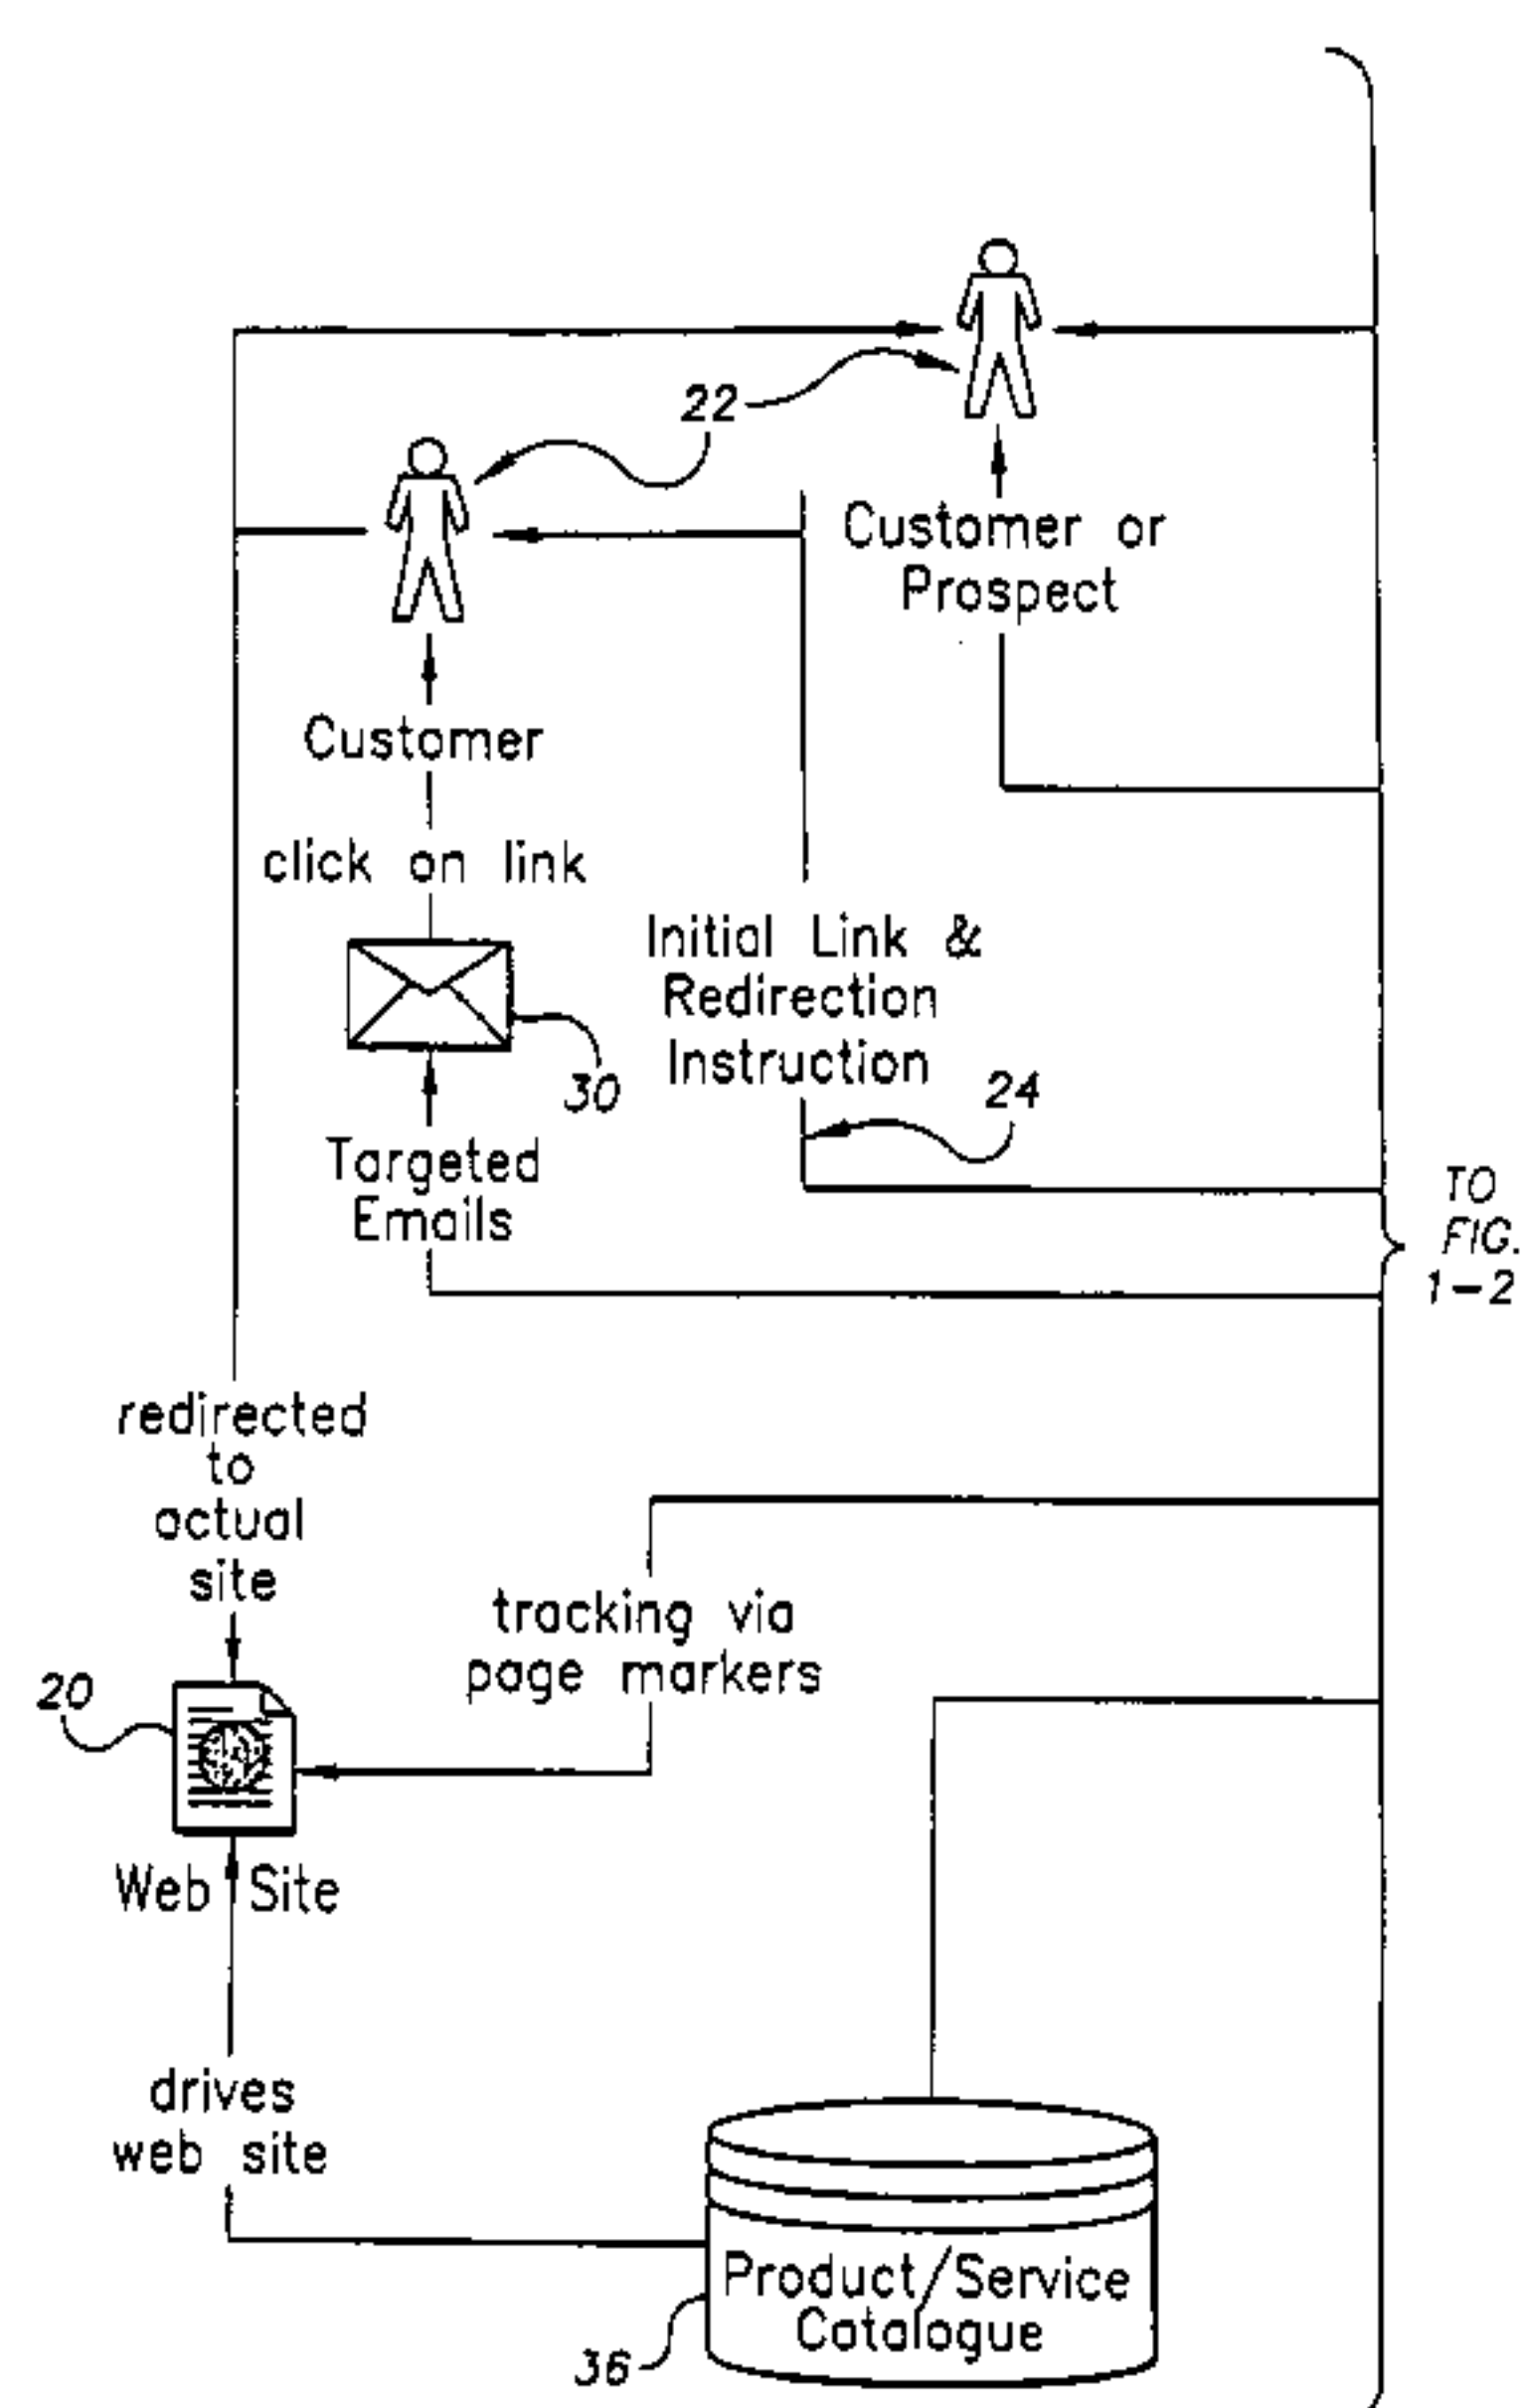 22
Customer or
Prospect
Customer
click on link
Initial Link &
Redirection
Instruction
30
24
Targeted
Emails
TO
FIG.
1-2
redirected
to
actual
site
tracking via
page markers
20
Web Site
drives
web site
Product/Service
Catalogue
36